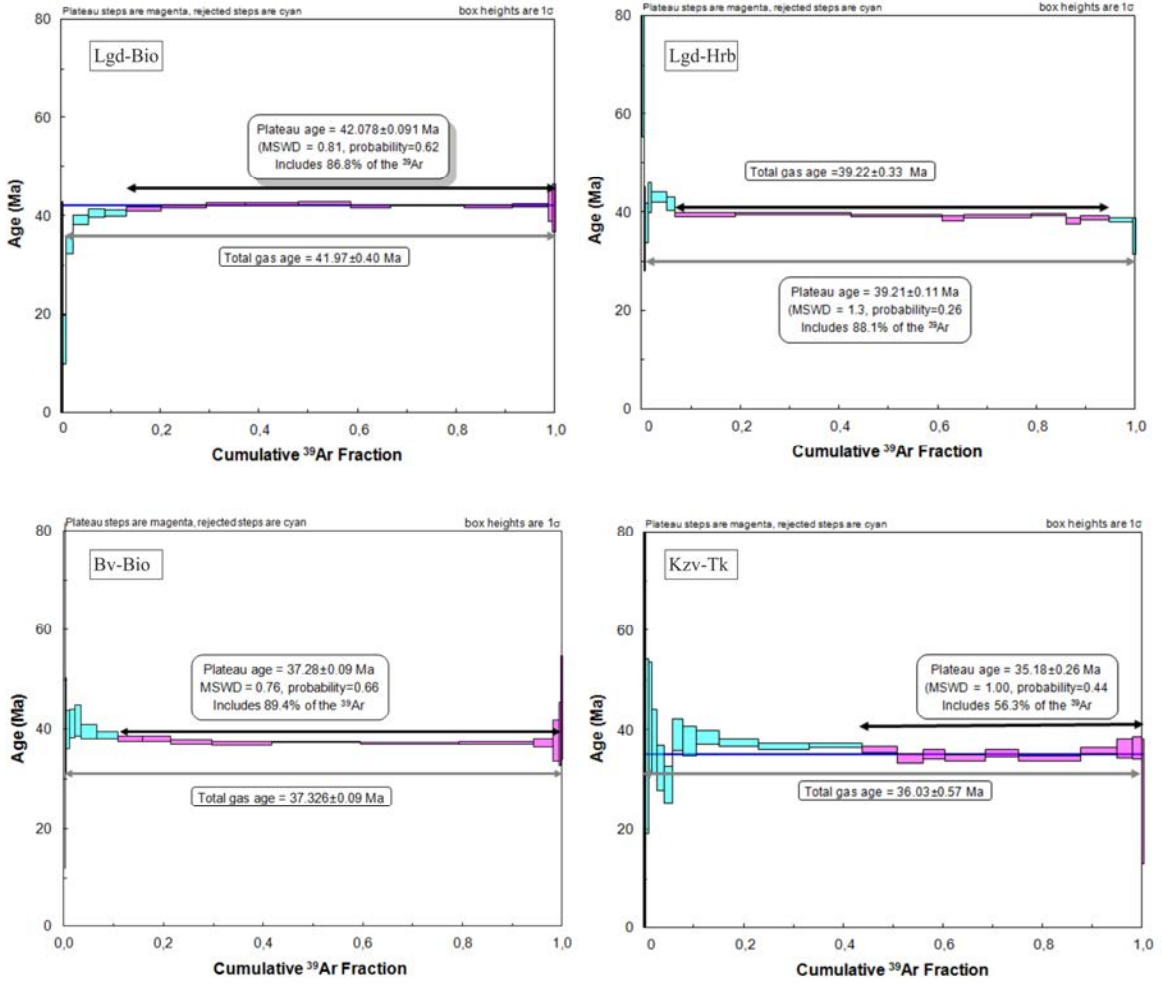 Plateau steps are magenta, rejected steps are cyan box heights are 1σ
80
60
40
20
0
Age (Ma)
Lgd-Bio
Plateau age = 42.078±0.091 Ma
(MSWD = 0.81, probability=0.62
Includes 86.8% of the ³⁹Ar
Total gas age = 41.97±0.40 Ma
0 0,2 0,4 0,6 0,8 1,0
Cumulative ³⁹Ar Fraction
Plateau steps are magenta, rejected steps are cyan box heights are 1σ
80
60
40
20
0
Age (Ma)
Lgd-Hrb
Total gas age =39.22±0.33 Ma
Plateau age = 39.21±0.11 Ma
(MSWD = 1.3, probability=0.26
Includes 88.1% of the ³⁹Ar
0 0,2 0,4 0,6 0,8 1,0
Cumulative ³⁹Ar Fraction
Plateau steps are magenta, rejected steps are cyan box heights are 1σ
80
60
40
20
0
Age (Ma)
Bv-Bio
Plateau age = 37.28±0.09 Ma
MSWD = 0.76, probability=0.66
Includes 89.4% of the ³⁹Ar
Total gas age = 37.326±0.09 Ma
0,0 0,2 0,4 0,6 0,8 1,0
Cumulative ³⁹Ar Fraction
Plateau steps are magenta, rejected steps are cyan box heights are 1σ
80
60
40
20
0
Age (Ma)
Kzv-Tk
Plateau age = 35.18±0.26 Ma
(MSWD = 1.00, probability=0.44
Includes 56.3% of the ³⁹Ar
Total gas age = 36.03±0.57 Ma
0 0,2 0,4 0,6 0,8 1,0
Cumulative ³⁹Ar Fraction